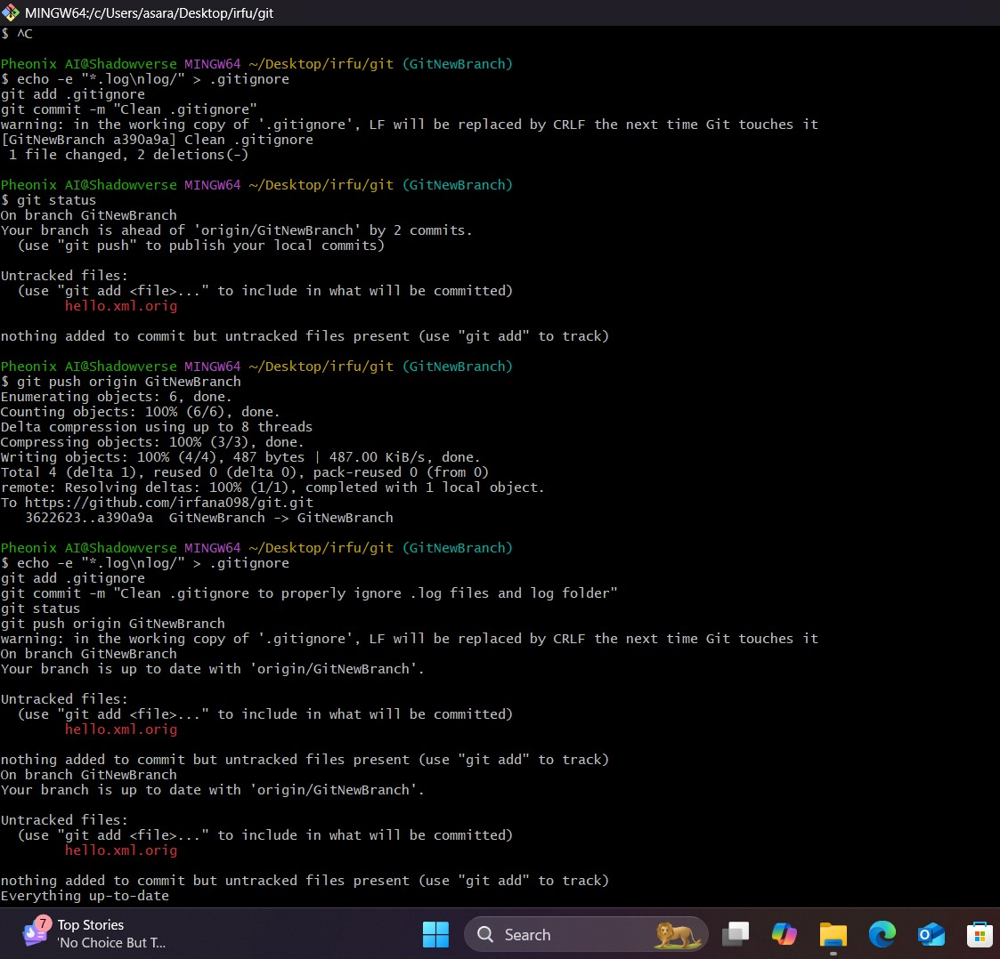 MINGW64:/c/Users/asara/Desktop/irfu/git
$ ^C
Pheonix AI@Shadowverse MINGW64 ~/Desktop/irfu/git (GitNewBranch)
$ echo -e "*.log\nlog/" > .gitignore
git add .gitignore
git commit -m "Clean .gitignore"
warning: in the working copy of '.gitignore', LF will be replaced by CRLF the next time Git touches it
[GitNewBranch a390a9a] Clean .gitignore
 1 file changed, 2 deletions(-)
Pheonix AI@Shadowverse MINGW64 ~/Desktop/irfu/git (GitNewBranch)
$ git status
On branch GitNewBranch
Your branch is ahead of 'origin/GitNewBranch' by 2 commits.
  (use "git push" to publish your local commits)
Untracked files:
  (use "git add <file>..." to include in what will be committed)
        hello.xml.orig
nothing added to commit but untracked files present (use "git add" to track)
Pheonix AI@Shadowverse MINGW64 ~/Desktop/irfu/git (GitNewBranch)
$ git push origin GitNewBranch
Enumerating objects: 6, done.
Counting objects: 100% (6/6), done.
Delta compression using up to 8 threads
Compressing objects: 100% (3/3), done.
Writing objects: 100% (4/4), 487 bytes | 487.00 KiB/s, done.
Total 4 (delta 1), reused 0 (delta 0), pack-reused 0 (from 0)
remote: Resolving deltas: 100% (1/1), completed with 1 local object.
To https://github.com/irfana098/git.git
   3622623..a390a9a  GitNewBranch -> GitNewBranch
Pheonix AI@Shadowverse MINGW64 ~/Desktop/irfu/git (GitNewBranch)
$ echo -e "*.log\nlog/" > .gitignore
git add .gitignore
git commit -m "Clean .gitignore to properly ignore .log files and log folder"
git status
git push origin GitNewBranch
warning: in the working copy of '.gitignore', LF will be replaced by CRLF the next time Git touches it
On branch GitNewBranch
Your branch is up to date with 'origin/GitNewBranch'.
Untracked files:
  (use "git add <file>..." to include in what will be committed)
        hello.xml.orig
nothing added to commit but untracked files present (use "git add" to track)
On branch GitNewBranch
Your branch is up to date with 'origin/GitNewBranch'.
Untracked files:
  (use "git add <file>..." to include in what will be committed)
        hello.xml.orig
nothing added to commit but untracked files present (use "git add" to track)
Everything up-to-date
7
Top Stories
'No Choice But T...
Search